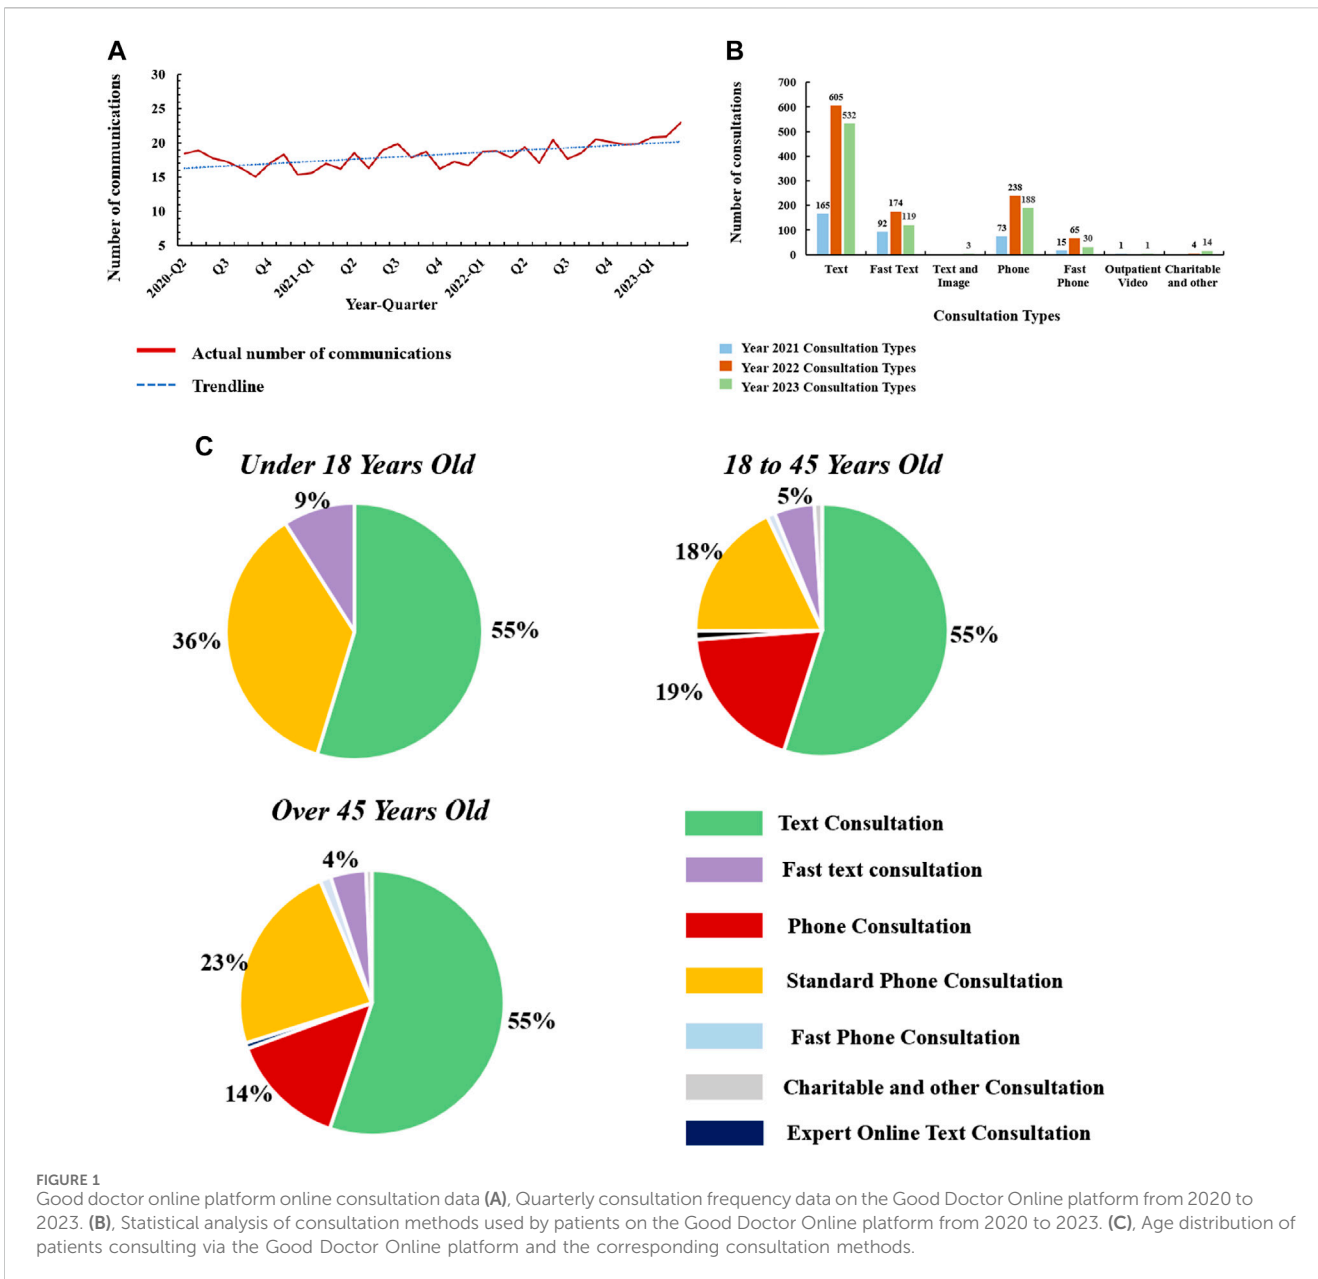 A
Number of communications
30
25
20
15
10
5
2020-Q2
Q3
Q4
2021-Q1
Q2
Q3
Q4
2022-Q1
Q2
Q3
Q4
2023-Q1
Year-Quarter
Actual number of communications
Trendline
B
Number of consultations
700
600
500
400
300
200
100
0
165
605
532
92
174
119
3
73
238
188
15
65
30
1
1
4
14
Text
Fast Text
Text and
Image
Phone
Fast
Phone
Outpatient
Video
Charitable
and other
Consultation Types
Year 2021 Consultation Types
Year 2022 Consultation Types
Year 2023 Consultation Types
C
Under 18 Years Old
9%
36%
55%
18 to 45 Years Old
5%
18%
55%
19%
Over 45 Years Old
4%
23%
55%
14%
Text Consultation
Fast text consultation
Phone Consultation
Standard Phone Consultation
Fast Phone Consultation
Charitable and other Consultation
Expert Online Text Consultation
FIGURE 1
Good doctor online platform online consultation data (A), Quarterly consultation frequency data on the Good Doctor Online platform from 2020 to
2023. (B), Statistical analysis of consultation methods used by patients on the Good Doctor Online platform from 2020 to 2023. (C), Age distribution of
patients consulting via the Good Doctor Online platform and the corresponding consultation methods.